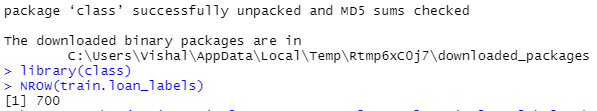 package ‘class’ successfully unpacked and MD5 sums checked
The downloaded binary packages are in
C:\Users\Vishal\AppData\Local\Temp\Rtmp6xC0j7\downloaded_packages
> library(class)
> NROW(train.loan_labels)
[1] 700